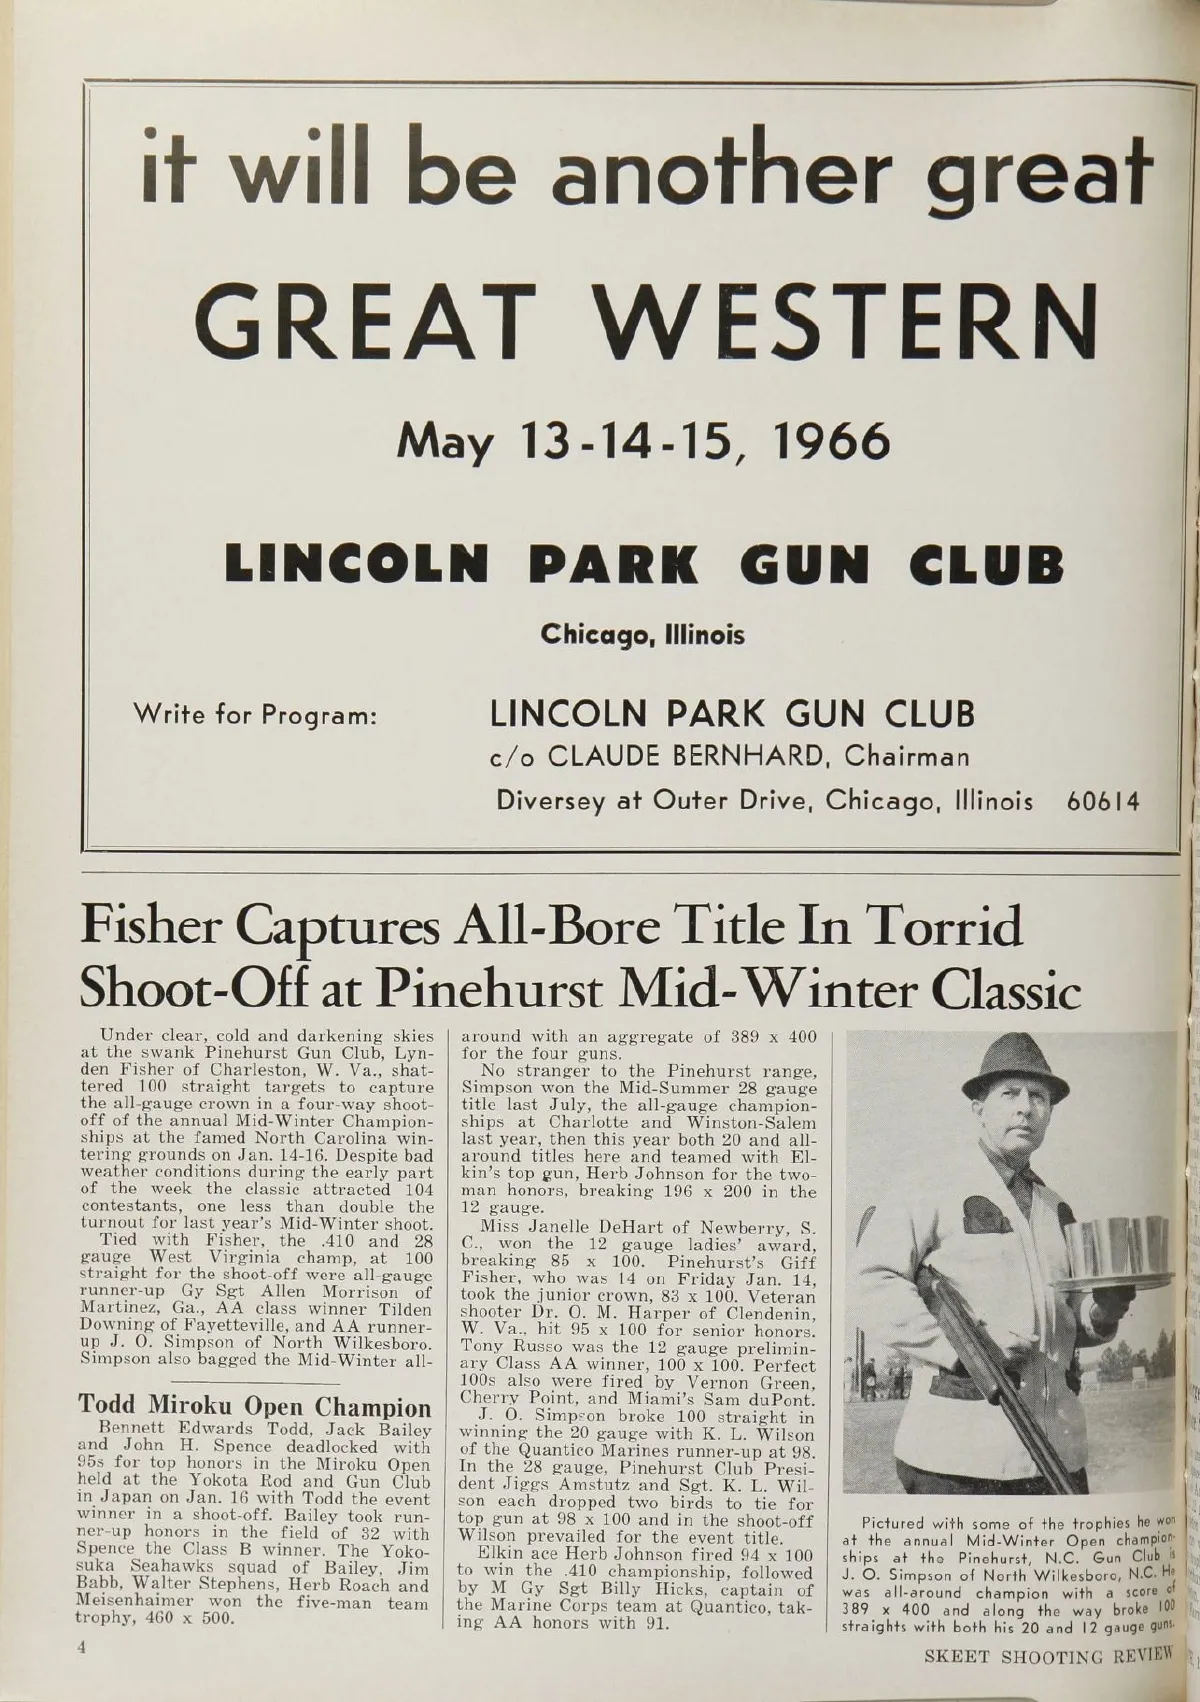 it will be another great
GREAT WESTERN
May 13-14-15, 1966
LINCOLN PARK GUN CLUB
Chicago, Illinois
Write for Program:
LINCOLN PARK GUN CLUB
c/o CLAUDE BERNHARD, Chairman
Diversey at Outer Drive, Chicago, Illinois 60614
Fisher Captures All-Bore Title In Torrid
Shoot-Off at Pinehurst Mid-Winter Classic
Under clear, cold and darkening skies
at the swank Pinehurst Gun Club, Lyn-
den Fisher of Charleston, W. Va., shat-
tered 100 straight targets to capture
the all-gauge crown in a four-way shoot-
off of the annual Mid-Winter Champion-
ships at the famed North Carolina win-
tering grounds on Jan. 14-16. Despite bad
weather conditions during the early part
of the week the classic attracted 104
contestants, one less than double the
turnout for last year's Mid-Winter shoot.
Tied with Fisher, the .410 and 28
gauge West Virginia champ, at 100
straight for the shoot-off were all-gauge
runner-up Gy Sgt Allen Morrison of
Martinez, Ga., AA class winner Tilden
Downing of Fayetteville, and AA runner-
up J. O. Simpson of North Wilkesboro.
Simpson also bagged the Mid-Winter all-
Todd Miroku Open Champion
Bennett Edwards Todd, Jack Bailey
and John H. Spence deadlocked with
95s for top honors in the Miroku Open
held at the Yokota Rod and Gun Club
in Japan on Jan. 16 with Todd the event
winner in a shoot-off. Bailey took run-
ner-up honors in the field of 32 with
Spence the Class B winner. The Yoko-
suka Seahawks squad of Bailey, Jim
Babb, Walter Stephens, Herb Roach and
Meisenhaimer won the five-man team
trophy, 460 x 500.
around with an aggregate of 389 x 400
for the four guns.
No stranger to the Pinehurst range,
Simpson won the Mid-Summer 28 gauge
title last July, the all-gauge champion-
ships at Charlotte and Winston-Salem
last year, then this year both 20 and all-
around titles here and teamed with El-
kin's top gun, Herb Johnson for the two-
man honors, breaking 196 x 200 in the
12 gauge.
Miss Janelle DeHart of Newberry, S.
C., won the 12 gauge ladies' award,
breaking 85 x 100. Pinehurst's Giff
Fisher, who was 14 on Friday Jan. 14,
took the junior crown, 83 x 100. Veteran
shooter Dr. O. M. Harper of Clendenin,
W. Va., hit 95 x 100 for senior honors.
Tony Russo was the 12 gauge prelimin-
ary Class AA winner, 100 x 100. Perfect
100s also were fired by Vernon Green,
Cherry Point, and Miami's Sam duPont.
J. O. Simpson broke 100 straight in
winning the 20 gauge with K. L. Wilson
of the Quantico Marines runner-up at 98.
In the 28 gauge, Pinehurst Club Presi-
dent Jiggs Amstutz and Sgt. K. L. Wil-
son each dropped two birds to tie for
top gun at 98 x 100 and in the shoot-off
Wilson prevailed for the event title.
Elkin ace Herb Johnson fired 94 x 100
to win the .410 championship, followed
by M Gy Sgt Billy Hicks, captain of
the Marine Corps team at Quantico, tak-
ing AA honors with 91.
Pictured with some of the trophies he won
at the annual Mid-Winter Open champion-
ships at the Pinehurst, N.C. Gun Club is
J. O. Simpson of North Wilkesboro, N.C. He
was all-around champion with a score of
389 x 400 and along the way broke 100
straights with both his 20 and 12 gauge guns.
4
SKEET SHOOTING REVIEW